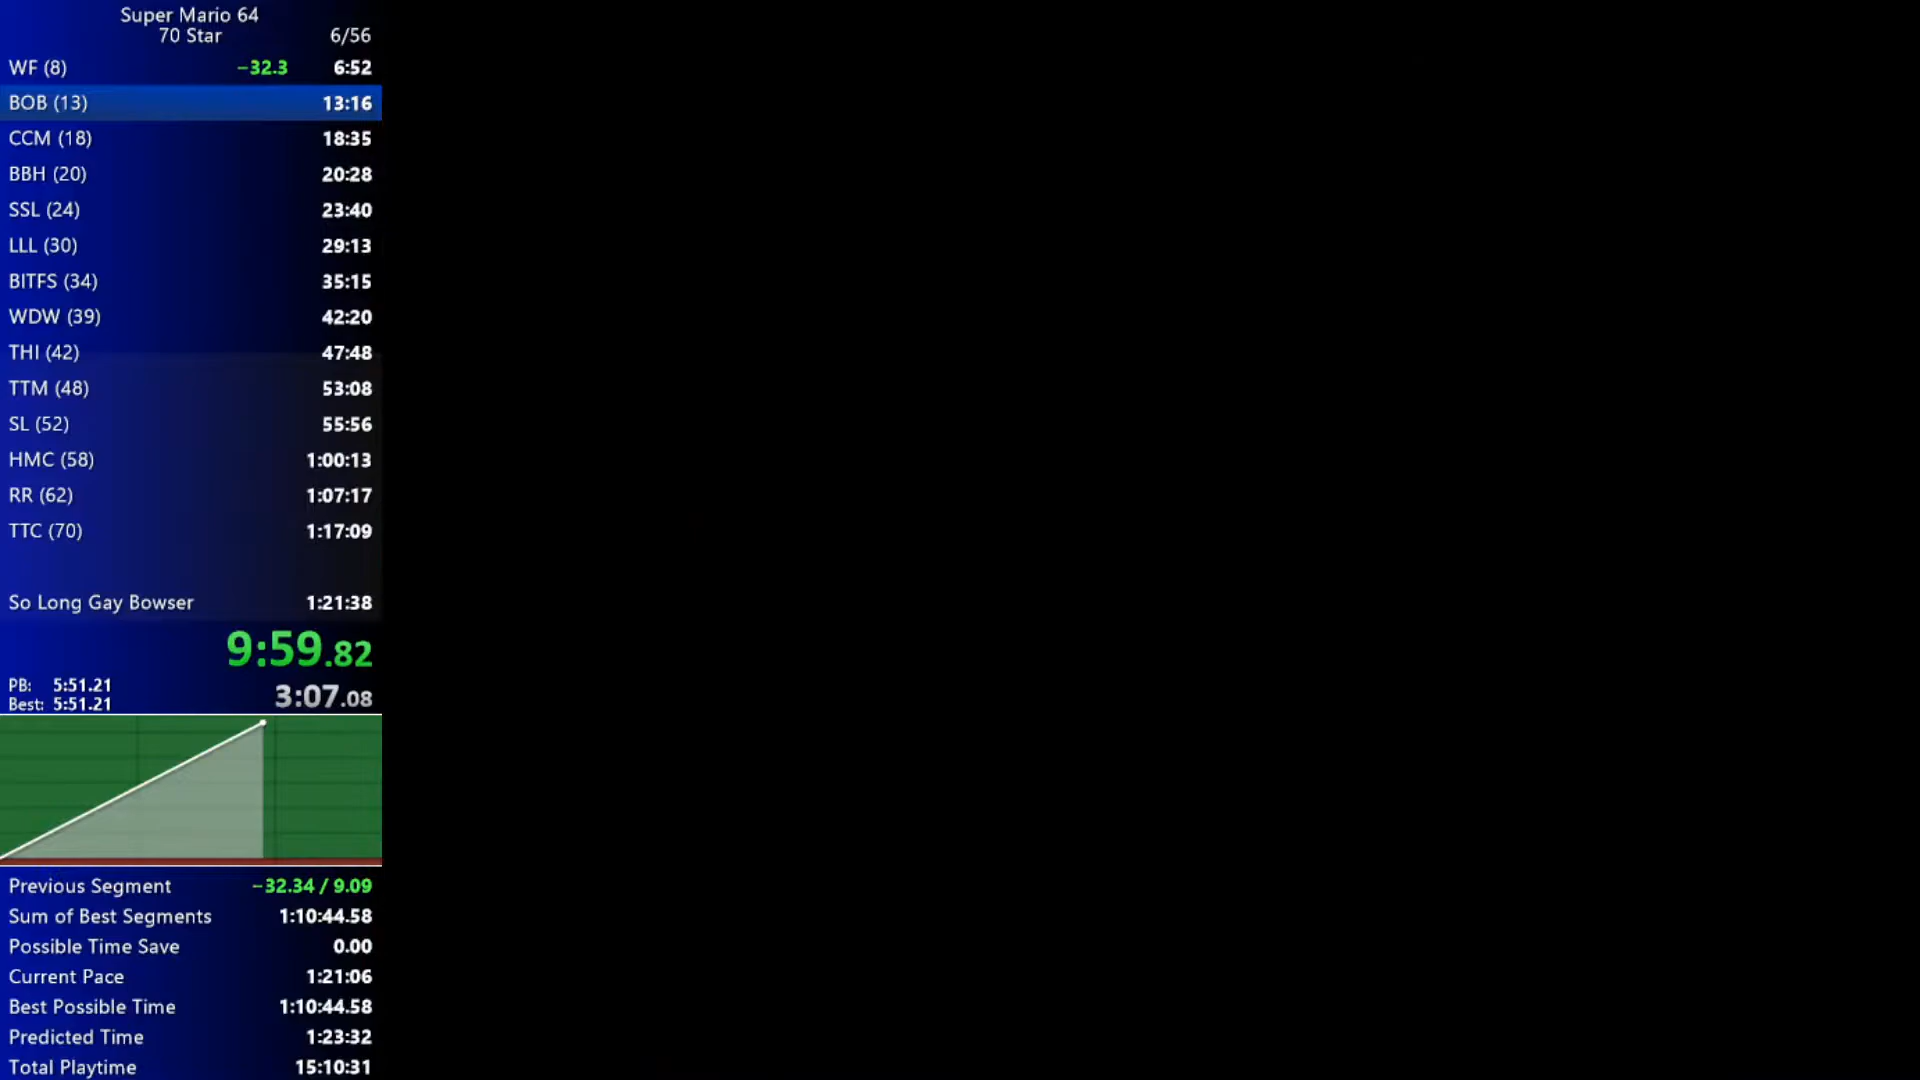 Super Mario 64
70 Star 6/56
WF (8) −32.3 6:52
BOB (13) 13:16
CCM (18) 18:35
BBH (20) 20:28
SSL (24) 23:40
LLL (30) 29:13
BITFS (34) 35:15
WDW (39) 42:20
THI (42) 47:48
TTM (48) 53:08
SL (52) 55:56
HMC (58) 1:00:13
RR (62) 1:07:17
TTC (70) 1:17:09
So Long Gay Bowser 1:21:38
9:59.82
PB: 5:51.21 3:07.08
Best: 5:51.21
Previous Segment −32.34 / 9.09
Sum of Best Segments 1:10:44.58
Possible Time Save 0.00
Current Pace 1:21:06
Best Possible Time 1:10:44.58
Predicted Time 1:23:32
Total Playtime 15:10:31